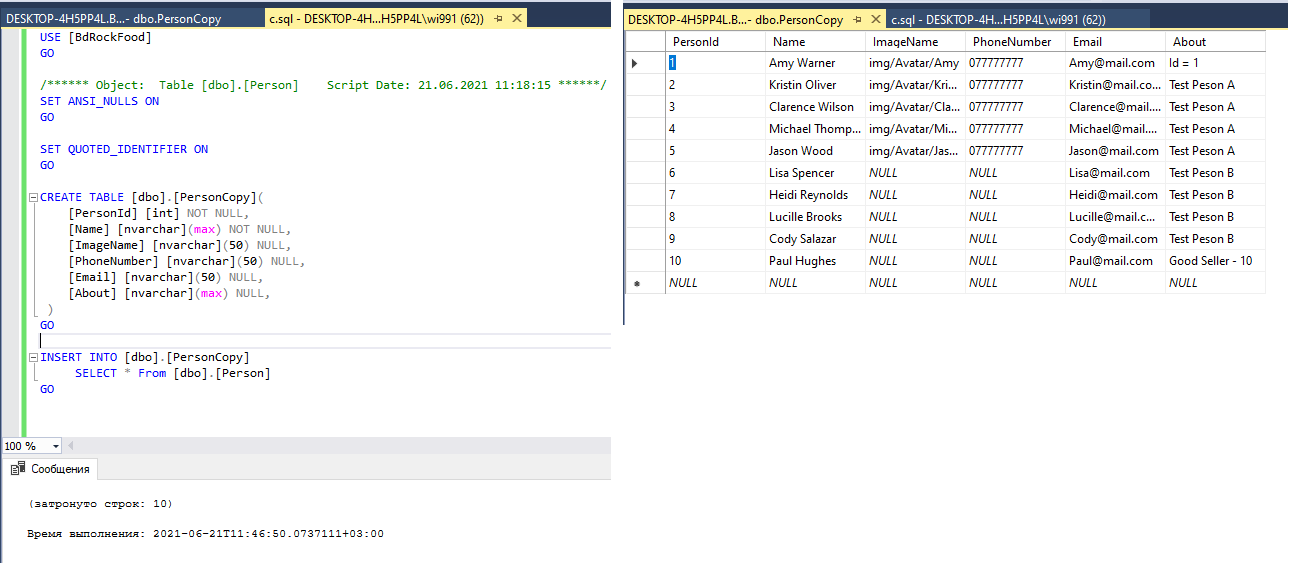 DESKTOP-4H5PP4L.B...- dbo.PersonCopy c.sql - DESKTOP-4H...H5PP4L\wi991 (62))
USE [BdRockFood]
GO
/****** Object:  Table [dbo].[Person]    Script Date: 21.06.2021 11:18:15 ******/
SET ANSI_NULLS ON
GO
SET QUOTED_IDENTIFIER ON
GO
CREATE TABLE [dbo].[PersonCopy](
[PersonId] [int] NOT NULL,
[Name] [nvarchar](max) NOT NULL,
[ImageName] [nvarchar](50) NULL,
[PhoneNumber] [nvarchar](50) NULL,
[Email] [nvarchar](50) NULL,
[About] [nvarchar](max) NULL,
)
GO
INSERT INTO [dbo].[PersonCopy]
SELECT * From [dbo].[Person]
GO
100 %
Сообщения
(затронуто строк: 10)
Время выполнения: 2021-06-21T11:46:50.0737111+03:00
DESKTOP-4H5PP4L.B...- dbo.PersonCopy c.sql - DESKTOP-4H...H5PP4L\wi991 (62))
PersonId Name ImageName PhoneNumber Email About
1 Amy Warner img/Avatar/Amy 077777777 Amy@mail.com Id = 1
2 Kristin Oliver img/Avatar/Kri... 077777777 Kristin@mail.co... Test Peson A
3 Clarence Wilson img/Avatar/Cla... 077777777 Clarence@mail.... Test Peson A
4 Michael Thomp... img/Avatar/Mi... 077777777 Michael@mail.... Test Peson A
5 Jason Wood img/Avatar/Jas... 077777777 Jason@mail.com Test Peson A
6 Lisa Spencer NULL NULL Lisa@mail.com Test Peson B
7 Heidi Reynolds NULL NULL Heidi@mail.com Test Peson B
8 Lucille Brooks NULL NULL Lucille@mail.c... Test Peson B
9 Cody Salazar NULL NULL Cody@mail.com Test Peson B
10 Paul Hughes NULL NULL Paul@mail.com Good Seller - 10
NULL NULL NULL NULL NULL NULL